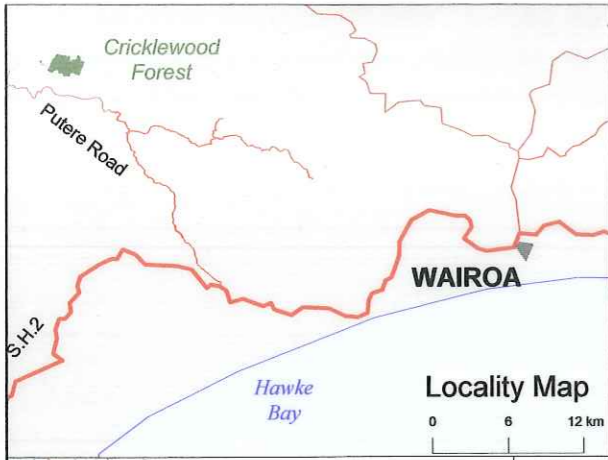 Cricklewood
Forest
Putere Road
WAIROA
S.H.2
Hawke
Bay
Locality Map
0 6 12 km